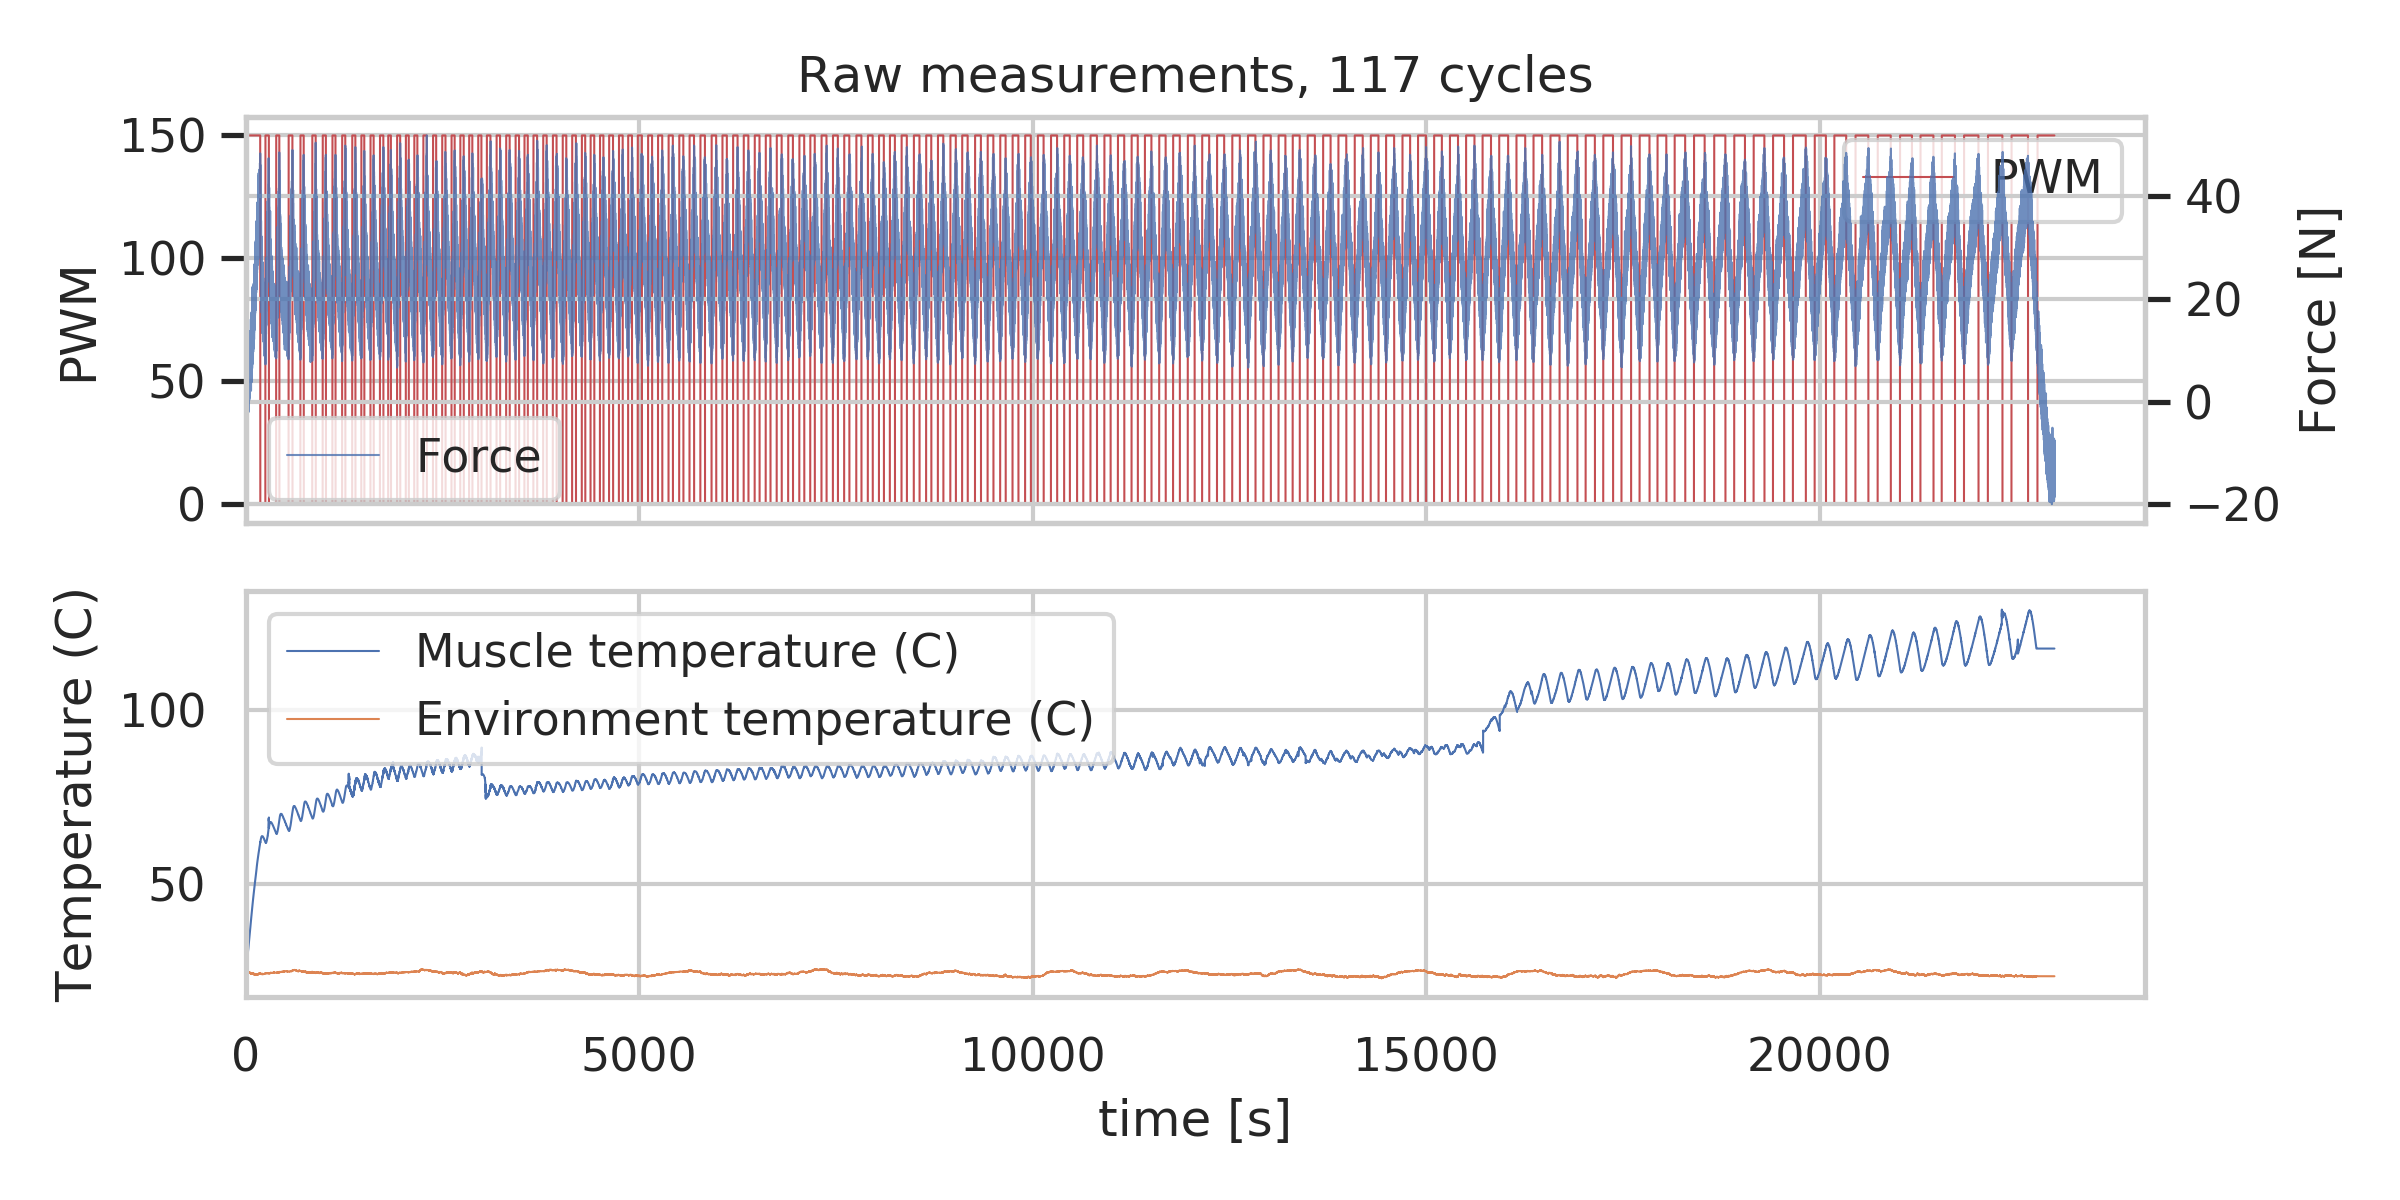 Raw measurements, 117 cycles
150
100
50
0
PWM
PWM
Force
40
20
0
−20
Force [N]
Temperature (C)
100
50
Muscle temperature (C)
Environment temperature (C)
0
5000
10000
15000
20000
time [s]